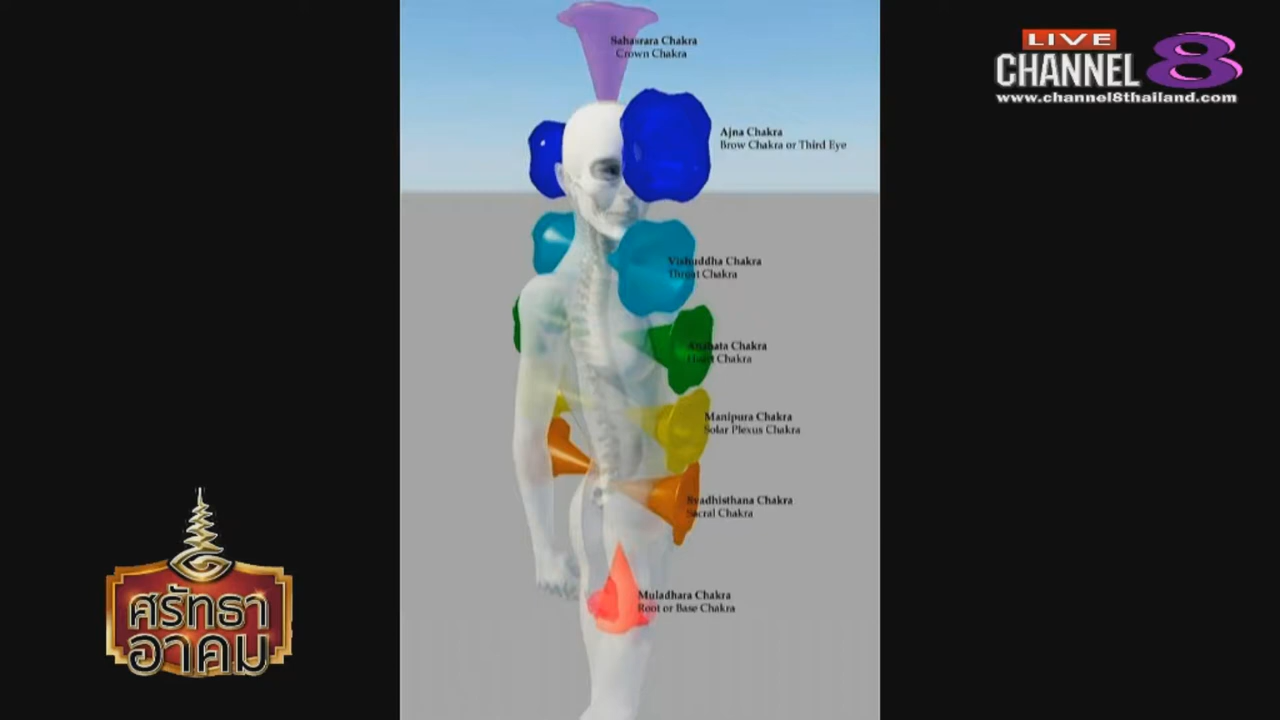 LIVE
CHANNEL 8
www.channel8thailand.com
Sahasrara Chakra
Crown Chakra
Ajna Chakra
Brow Chakra or Third Eye
Vishuddha Chakra
Throat Chakra
Anahata Chakra
Heart Chakra
Manipura Chakra
Solar Plexus Chakra
Svadhisthana Chakra
Sacral Chakra
Muladhara Chakra
Root or Base Chakra
ศรัทธา
อาคม